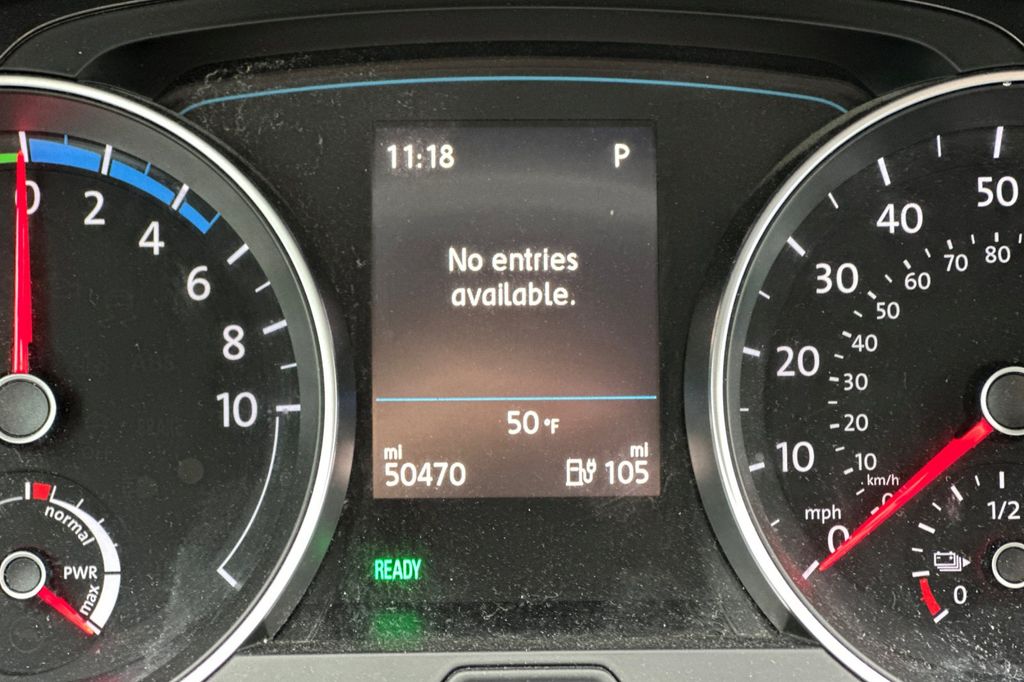 11:18 P
No entries
available.
50 °F
mi mi
50470 105
READY
0 2 4 6 8 10
normal
PWR
max
0 10 20 30 40 50
mph
0 10 20 30 40 50 60 70 80
km/h
1/2
0